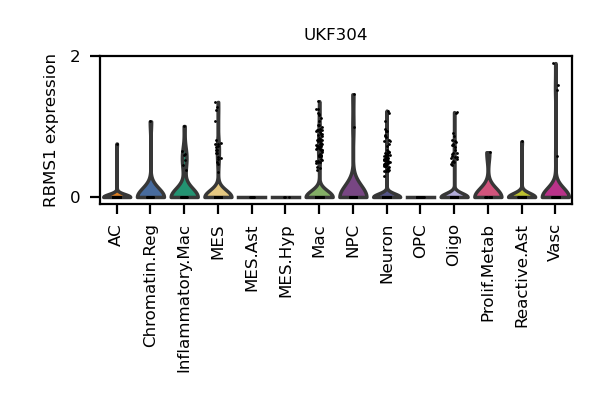 UKF304
RBMS1 expression
2
0
AC
Chromatin.Reg
Inflammatory.Mac
MES
MES.Ast
MES.Hyp
Mac
NPC
Neuron
OPC
Oligo
Prolif.Metab
Reactive.Ast
Vasc